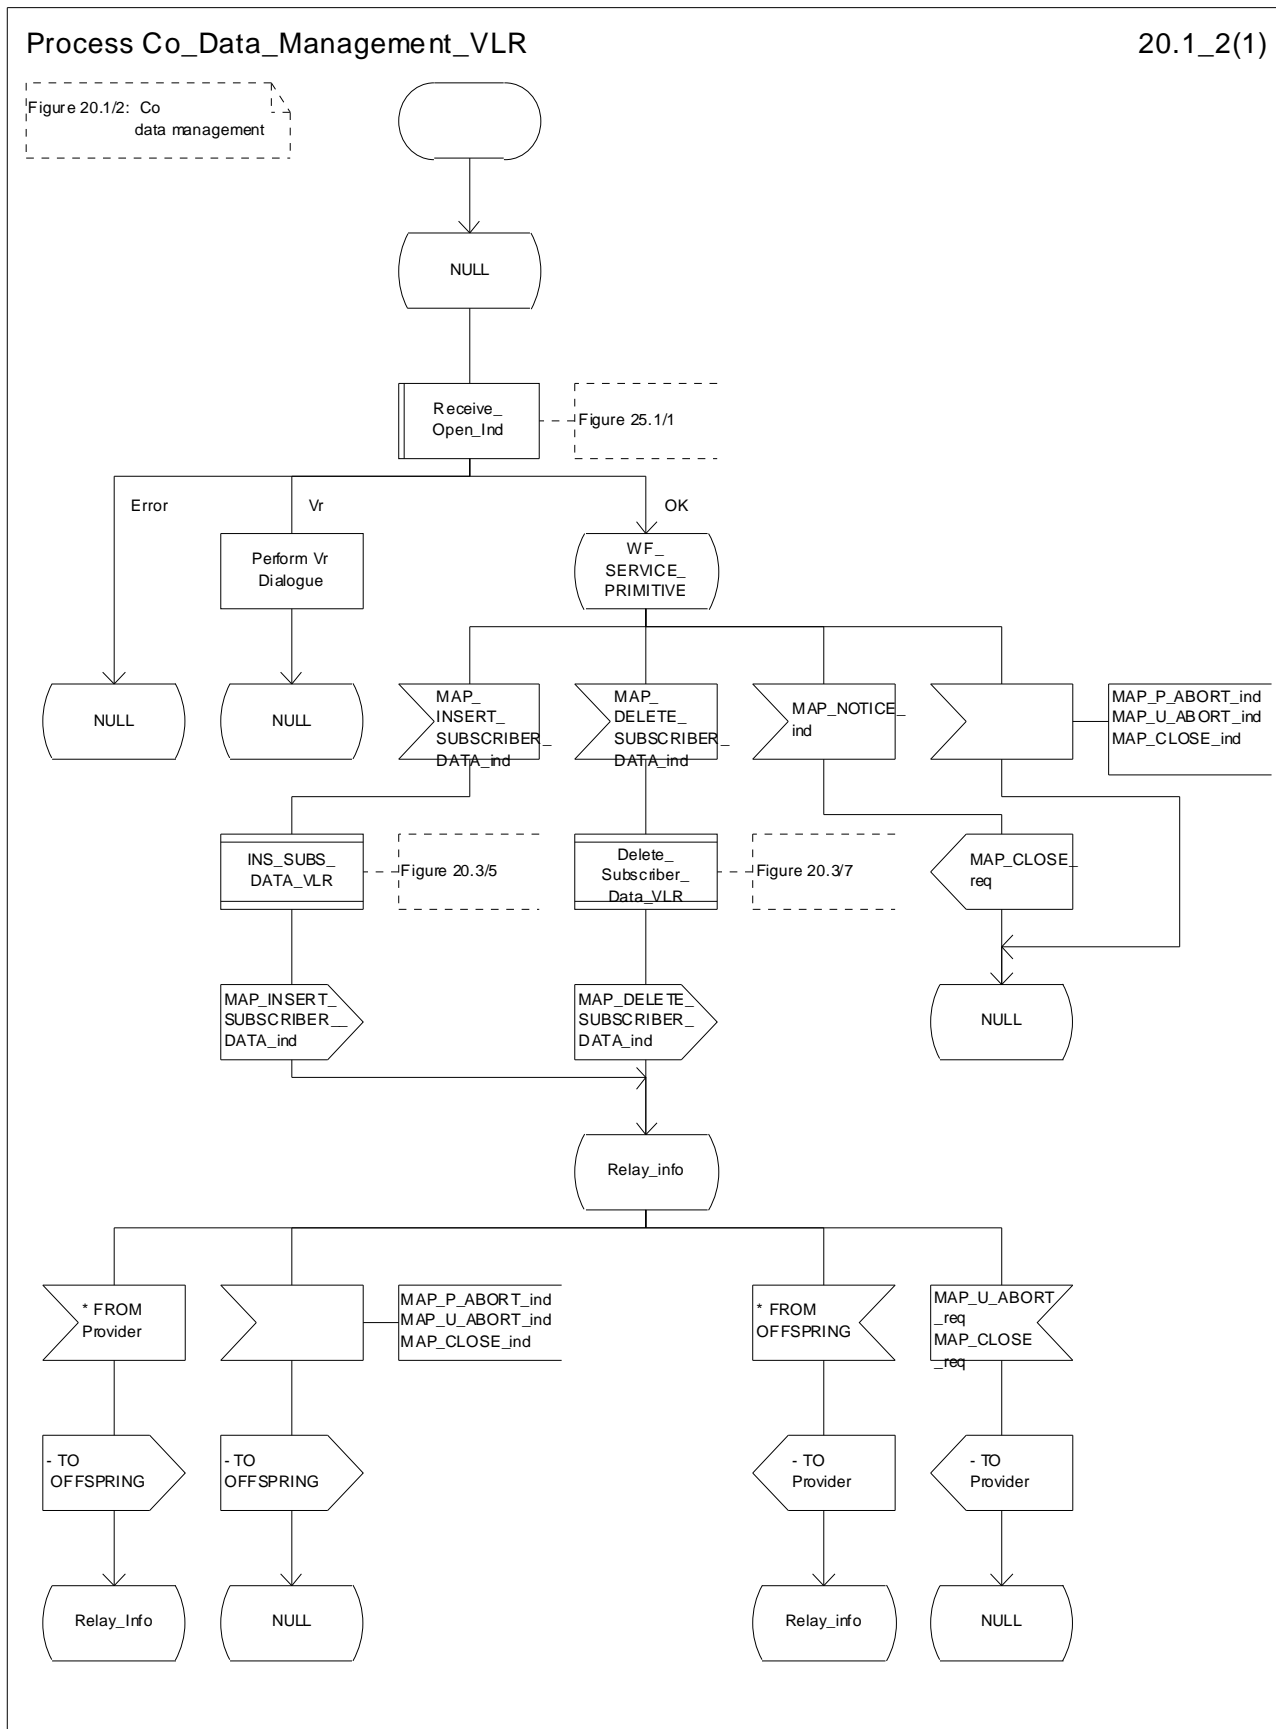 Process Co_Data_Management_VLR
20.1_2(1)
Figure 20.1/2: Co
data management
NULL
Receive_
Open_Ind
Figure 25.1/1
Error
Vr
OK
Perform Vr
Dialogue
WF_
SERVICE_
PRIMITIVE
NULL
NULL
MAP_
INSERT_
SUBSCRIBER_
DATA_ind
MAP_
DELETE_
SUBSCRIBER_
DATA_ind
MAP_NOTICE_
ind
MAP_P_ABORT_ind
MAP_U_ABORT_ind
MAP_CLOSE_ind
INS_SUBS_
DATA_VLR
Figure 20.3/5
Delete_
Subscriber_
Data_VLR
Figure 20.3/7
MAP_CLOSE_
req
MAP_INSERT_
SUBSCRIBER__
DATA_ind
MAP_DELETE_
SUBSCRIBER_
DATA_ind
NULL
Relay_info
* FROM
Provider
MAP_P_ABORT_ind
MAP_U_ABORT_ind
MAP_CLOSE_ind
* FROM
OFFSPRING
MAP_U_ABORT
_req
MAP_CLOSE
_req
- TO
OFFSPRING
- TO
OFFSPRING
- TO
Provider
- TO
Provider
Relay_Info
NULL
Relay_info
NULL